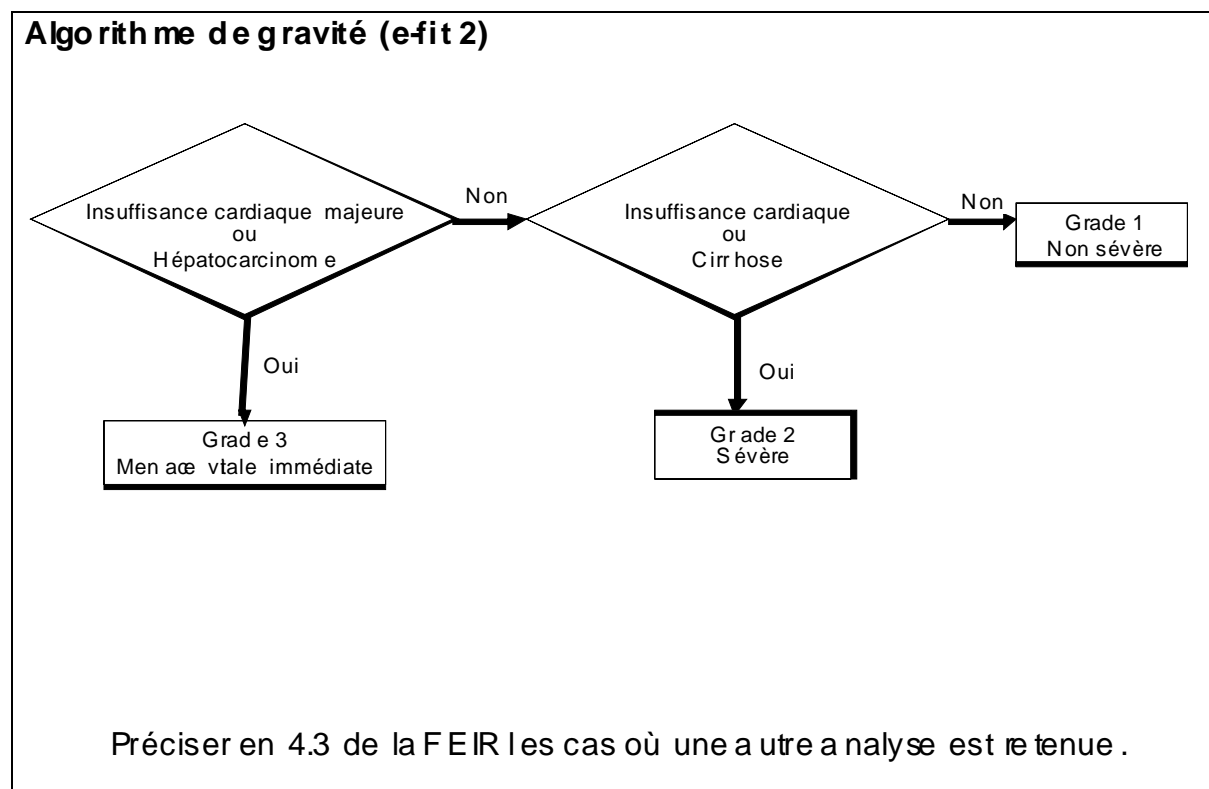 Algorithme de gravité (e-fit 2)
Insuffisance cardiaque majeure
ou
Hépatocarcinome
Non
Oui
Grade 3
Menace vitale immédiate
Insuffisance cardiaque
ou
Cirrhose
Non
Oui
Grade 2
Sévère
Grade 1
Non sévère
Préciser en 4.3 de la FEIR les cas où une autre analyse est retenue.